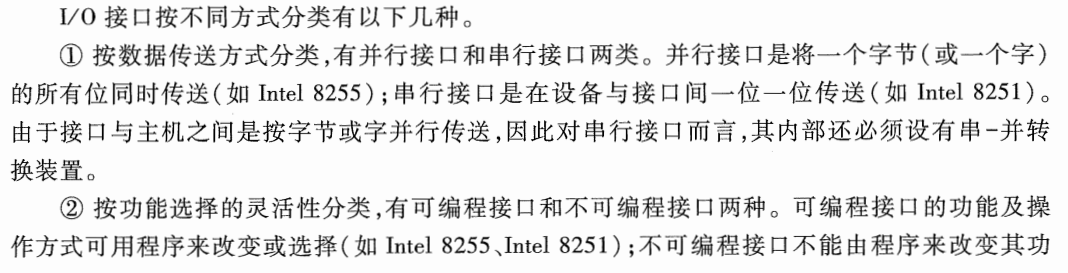 I/O 接口按不同方式分类有以下几种。
① 按数据传送方式分类,有并行接口和串行接口两类。并行接口是将一个字节(或一个字)
的所有位同时传送(如 Intel 8255);串行接口是在设备与接口间一位一位传送(如 Intel 8251)。
由于接口与主机之间是按字节或字并行传送,因此对串行接口而言,其内部还必须设有串-并转
换装置。
② 按功能选择的灵活性分类,有可编程接口和不可编程接口两种。可编程接口的功能及操
作方式可用程序来改变或选择(如 Intel 8255、Intel 8251);不可编程接口不能由程序来改变其功